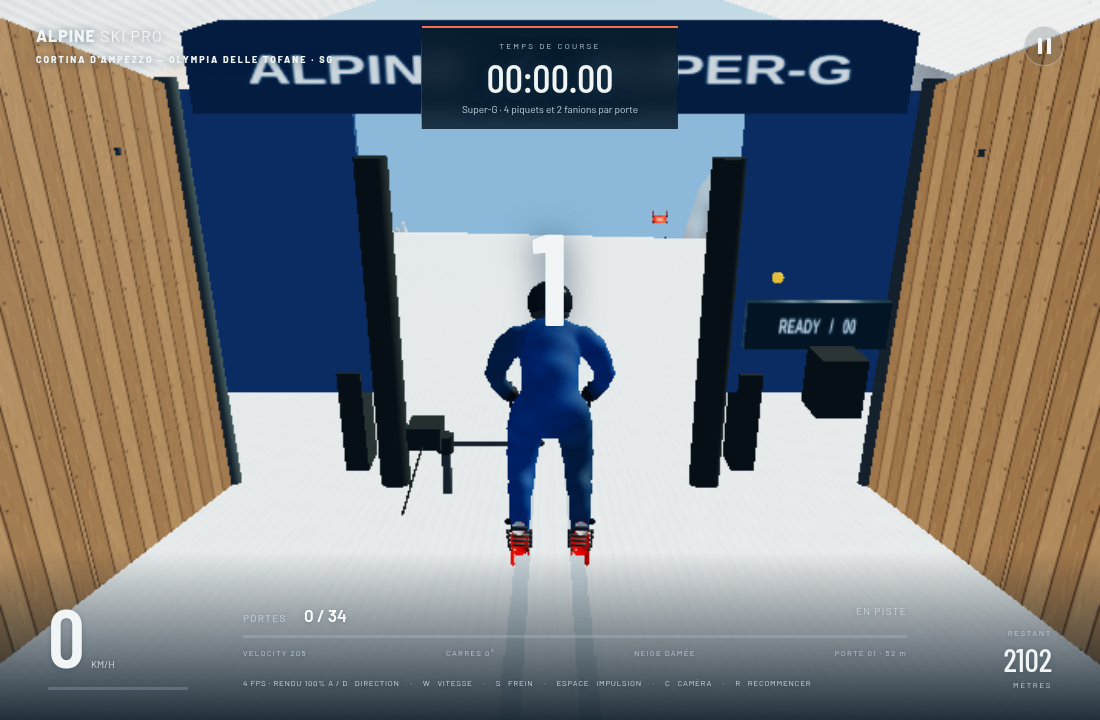 ALPINE SKI PRO
CORTINA D'AMPEZZO — OLYMPIA DELLE TOFANE · SG
ALPIN PER-G
TEMPS DE COURSE
00:00.00
Super-G · 4 piquets et 2 fanions par porte
1
READY / 00
0 KM/H
PORTES 0 / 34
EN PISTE
VELOCITY 205 CARRES 0° NEIGE DAMÉE PORTE 01 · 52 m
4 FPS · RENDU 100% A / D DIRECTION · W VITESSE · S FREIN · ESPACE IMPULSION · C CAMÉRA · R RECOMMENCER
RESTANT
2102
MÈTRES